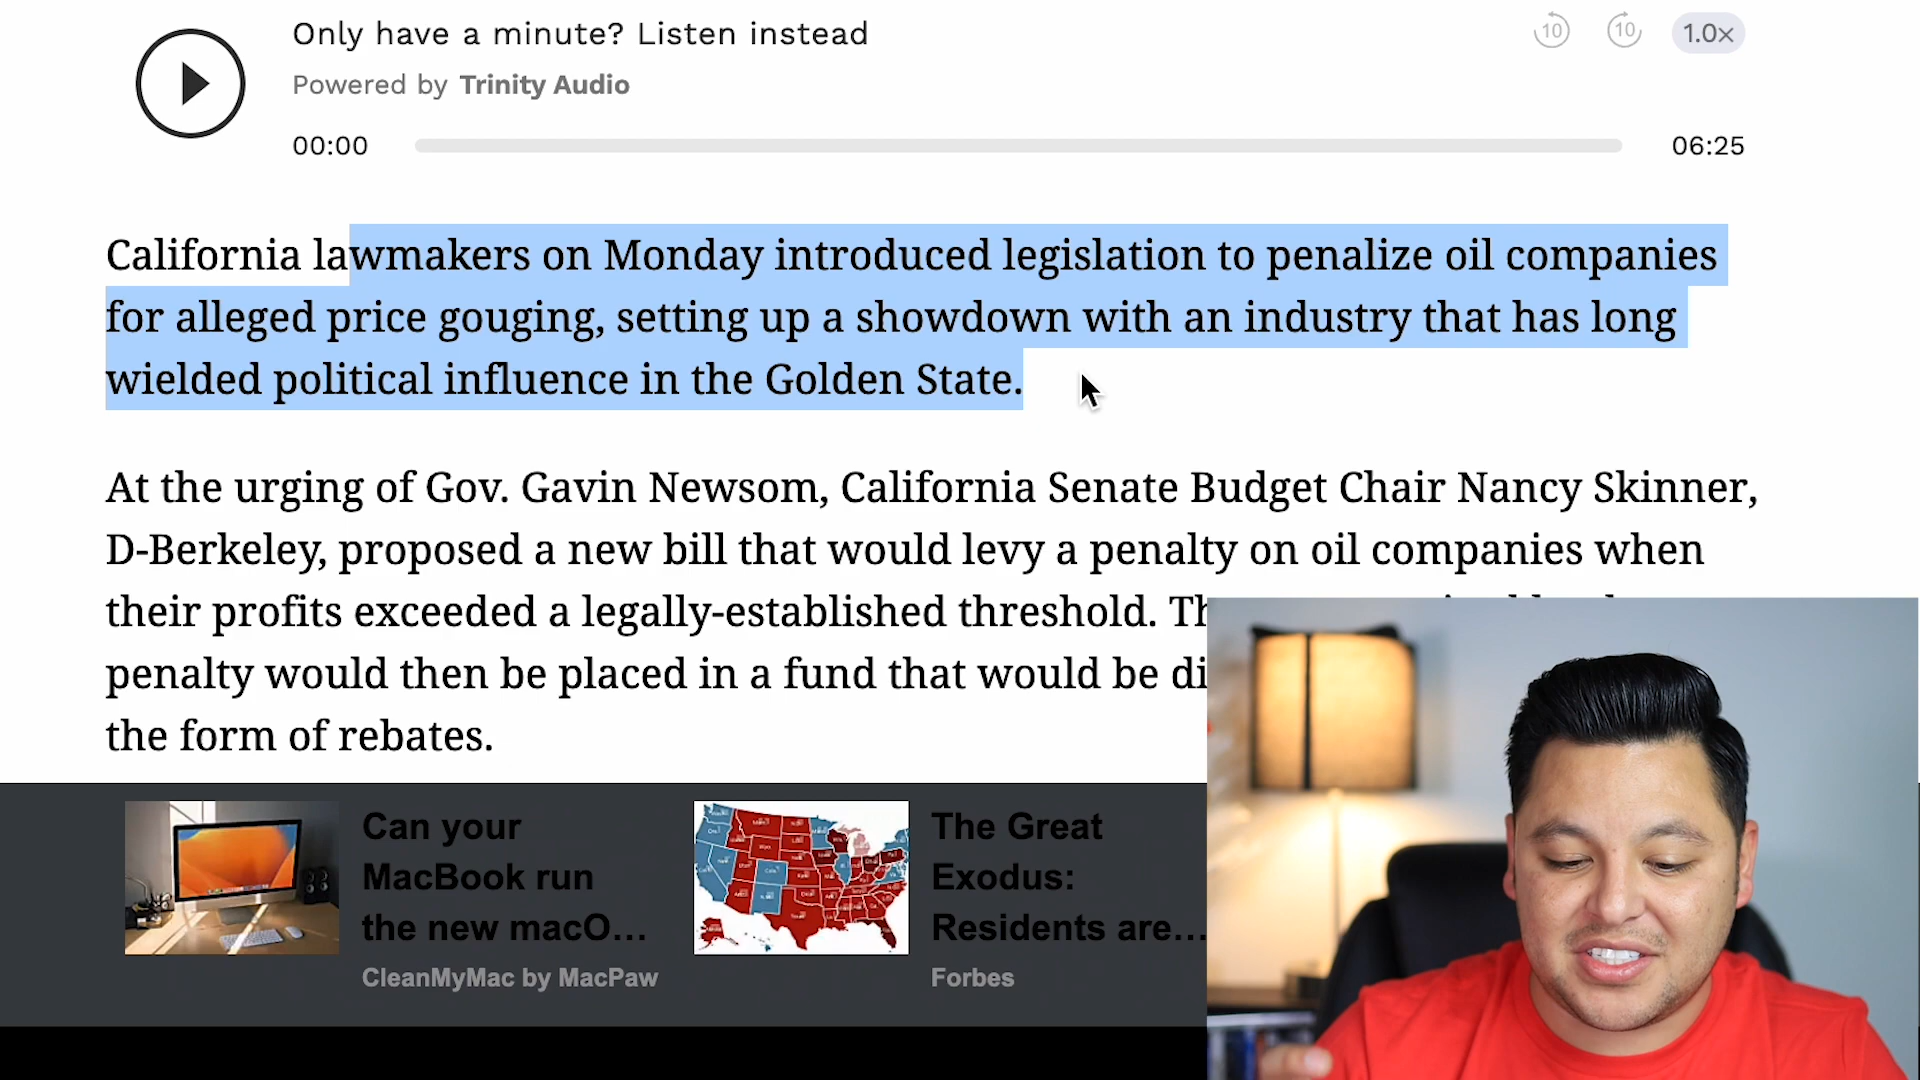 Only have a minute? Listen instead
10
10
1.0×
Powered by Trinity Audio
00:00
06:25
California lawmakers on Monday introduced legislation to penalize oil companies
for alleged price gouging, setting up a showdown with an industry that has long
wielded political influence in the Golden State.
At the urging of Gov. Gavin Newsom, California Senate Budget Chair Nancy Skinner,
D-Berkeley, proposed a new bill that would levy a penalty on oil companies when
their profits exceeded a legally-established threshold.
penalty would then be placed in a fund that would be
the form of rebates.
Can your
MacBook run
the new macO...
CleanMyMac by MacPaw
The Great
Exodus:
Residents are...
Forbes